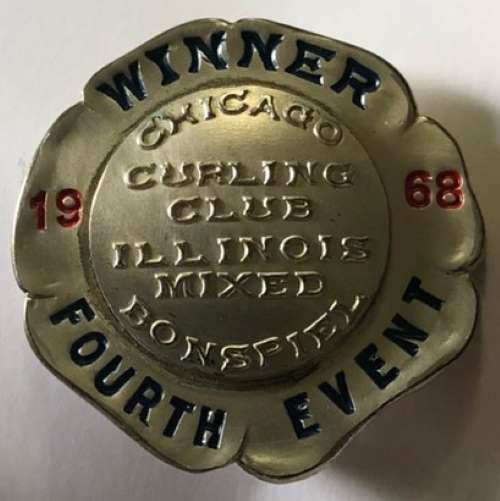 WINNER
CHICAGO
CURLING
CLUB
ILLINOIS
MIXED
BONSPIEL
19 68
FOURTH EVENT